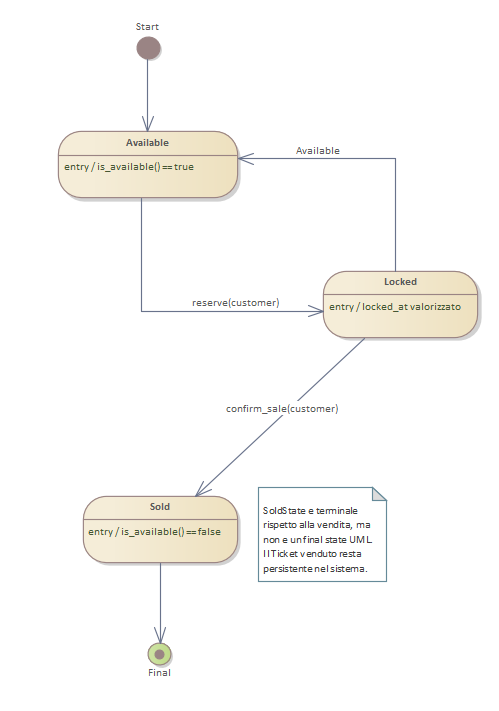 Start
Available
entry / is_available() == true
Available
reserve(customer)
Locked
entry / locked_at valorizzato
confirm_sale(customer)
Sold
entry / is_available() == false
SoldState e terminale
rispetto alla vendita, ma
non e un final state UML.
Il Ticket venduto resta
persistente nel sistema.
Final